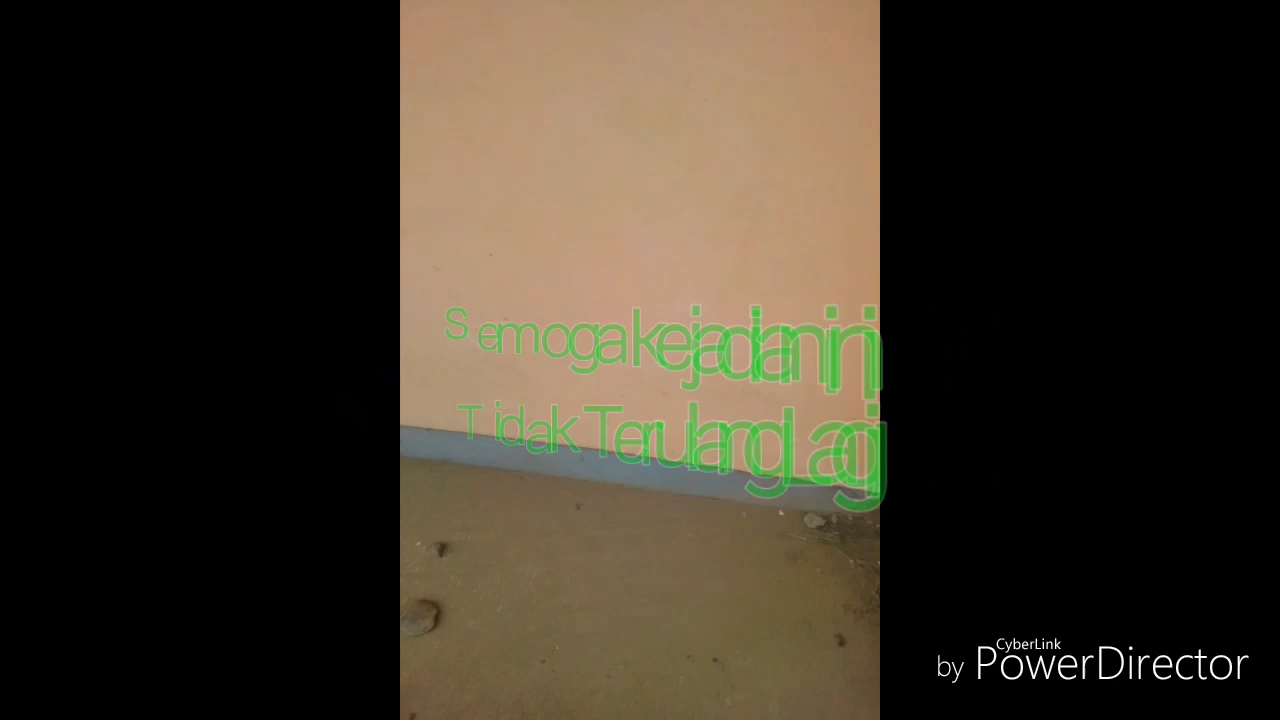 Semoga kejadian ini
Tidak Terulang Lagi
CyberLink
by PowerDirector